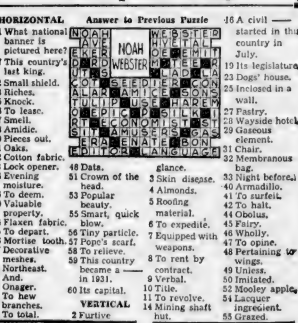 HORIZONTAL
What national
banner is
pictured here?
This country's
last king.
Small shield.
Riches.
Knock.
To lease.
Smell.
Amidic.
Pieces out.
Oaks.
Cotton fabric.
Lock opener.
Evening
moisture.
To deem.
Valuable
property.
Flaxen fabric.
To depart.
Mortise tooth.
Decorative
meshes.
Northeast.
And.
Onager.
To hew
branches.
To total.
48 Data.
51 Crown of the
head.
53 Popular
beauty.
55 Smart, quick
blow.
56 Tiny particle.
57 Pope's scarf.
58 To relieve.
59 This country
became a —
in 1931.
60 Its capital.
VERTICAL
2 Furtive
Answer to Previous Puzzle
NOAH
WEBSTER
glance.
3 Skin disease.
4 Almonds.
5 Roofing
material.
6 To expedite.
7 Equipped with
weapons.
8 To rent by
contract.
9 Verbal.
10 Title.
11 To revolve.
14 Mining shaft
hut.
16 A civil —
started in this
country in
July.
19 Its legislature
23 Dogs' house.
25 Inclosed in a
wall.
27 Pastry.
28 Wayside hotel
29 Gaseous
element.
31 Chair.
32 Membranous
bag.
33 Night before.
40 Armadillo.
41 To surfeit.
42 To halt.
44 Obolus.
45 Fairy.
46 Wholly.
47 To opine.
48 Pertaining to
wings.
49 Unless.
50 Imitated.
52 Mooley apple.
54 Lacquer
ingredient.
55 Grazed.